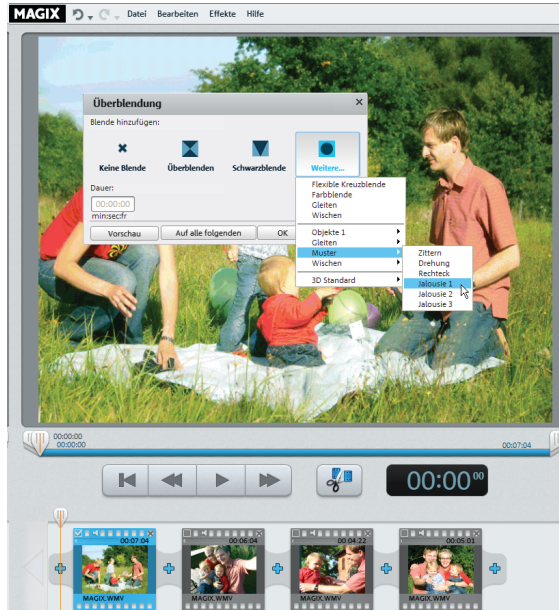 MAGIX Datei Bearbeiten Effekte Hilfe
Überblendung
Blende hinzufügen:
Keine Blende Überblenden Schwarzblende Weitere...
Dauer:
00:00:00
min:sec:fr
Vorschau Auf alle folgenden OK
Flexible Kreuzblende
Farbblende
Gleiten
Wischen
Objekte 1
Gleiten
Muster
Wischen
3D Standard
Zittern
Drehung
Rechteck
Jalousie 1
Jalousie 2
Jalousie 3
00:00:00
00:00:00 00:07:04
00:00 00
00:07:04 00:06:04 00:04:22 00:05:01
MAGIX.WMV MAGIX.WMV MAGIX.WMV MAGIX.WMV